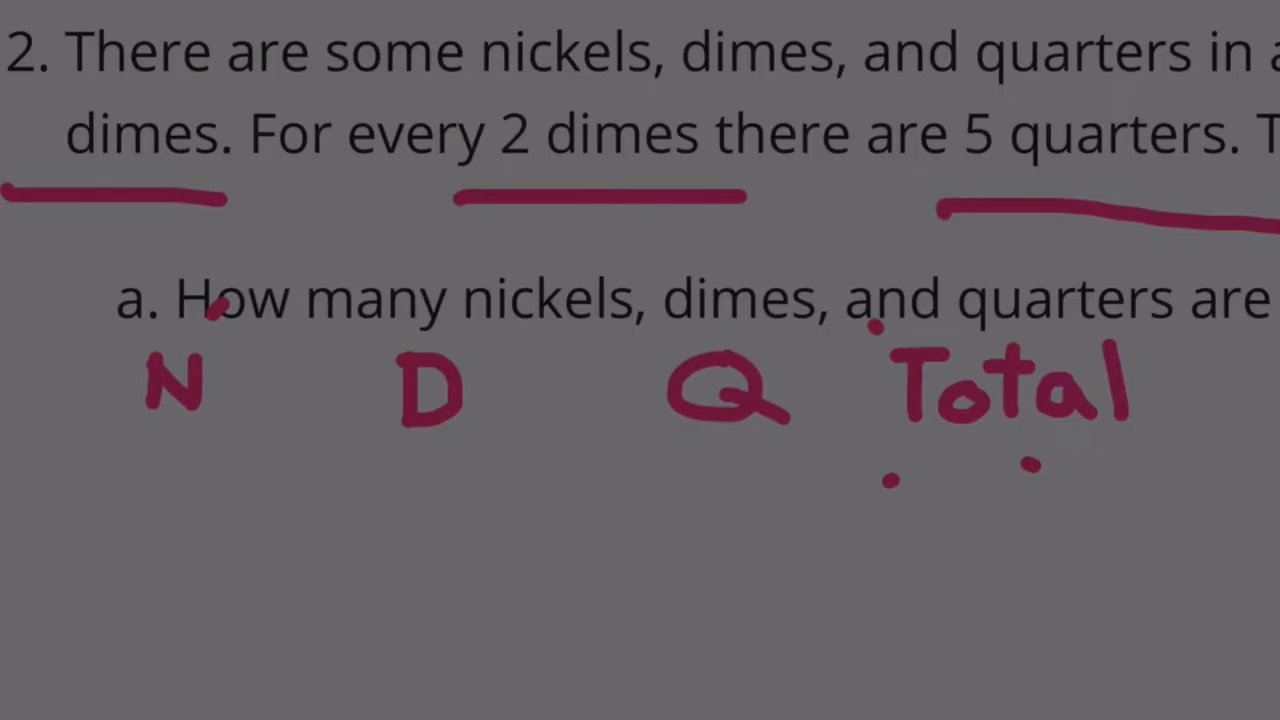 2. There are some nickels, dimes, and quarters in a
dimes. For every 2 dimes there are 5 quarters. T
a. How many nickels, dimes, and quarters are
N D Q Total